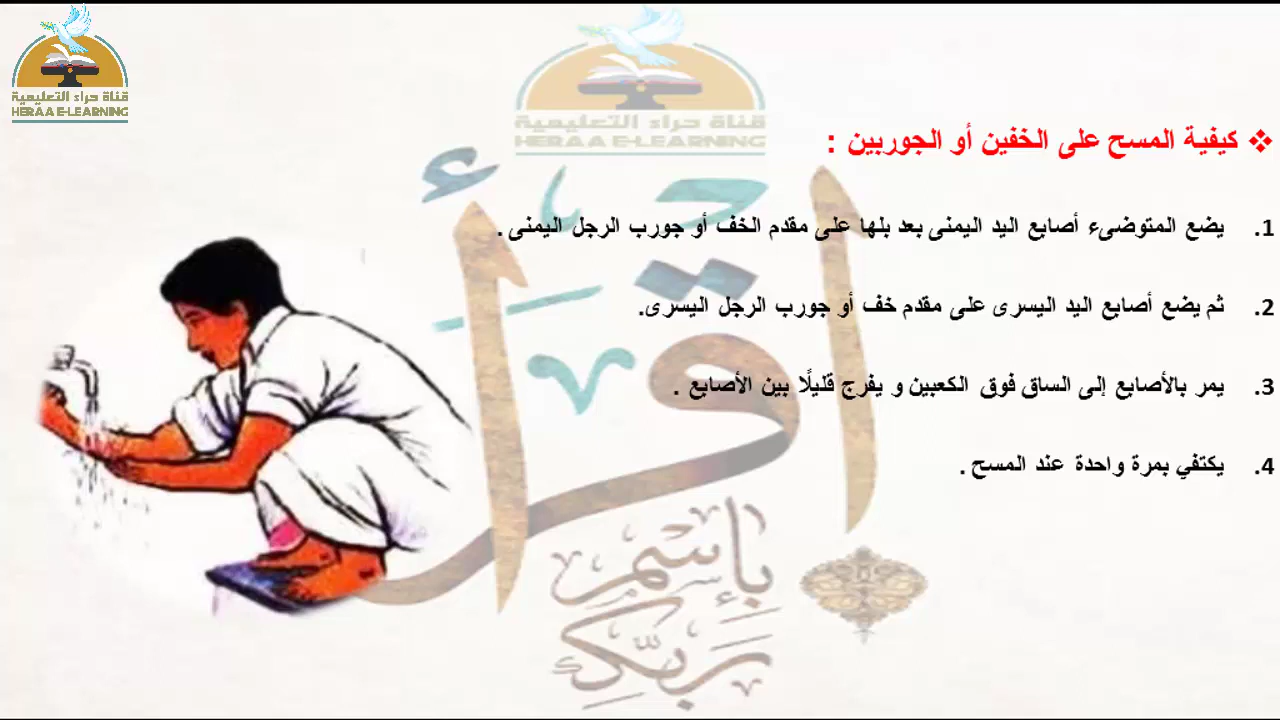 قناة حراء التعليمية
HERAA E-LEARNING
قناة حراء التعليمية
HERAA E-LEARNING
❖ كيفية المسح على الخفين أو الجوربين :
1. يضع المتوضىء أصابع اليد اليمنى بعد بلها على مقدم الخف أو جورب الرجل اليمنى .
2. ثم يضع أصابع اليد اليسرى على مقدم خف أو جورب الرجل اليسرى.
3. يمر بالأصابع إلى الساق فوق الكعبين و يفرج قليلًا بين الأصابع .
4. يكتفي بمرة واحدة عند المسح .
اقرأ
بإسم
ربك